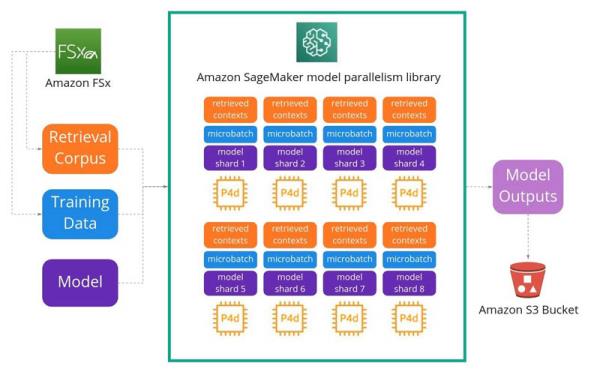 FSx
Amazon FSx
Retrieval
Corpus
Training
Data
Model
Amazon SageMaker model parallelism library
retrieved
contexts
retrieved
contexts
retrieved
contexts
retrieved
contexts
microbatch
microbatch
microbatch
microbatch
model
shard 1
model
shard 2
model
shard 3
model
shard 4
P4d
P4d
P4d
P4d
retrieved
contexts
retrieved
contexts
retrieved
contexts
retrieved
contexts
microbatch
microbatch
microbatch
microbatch
model
shard 5
model
shard 6
model
shard 7
model
shard 8
P4d
P4d
P4d
P4d
Model
Outputs
Amazon S3 Bucket